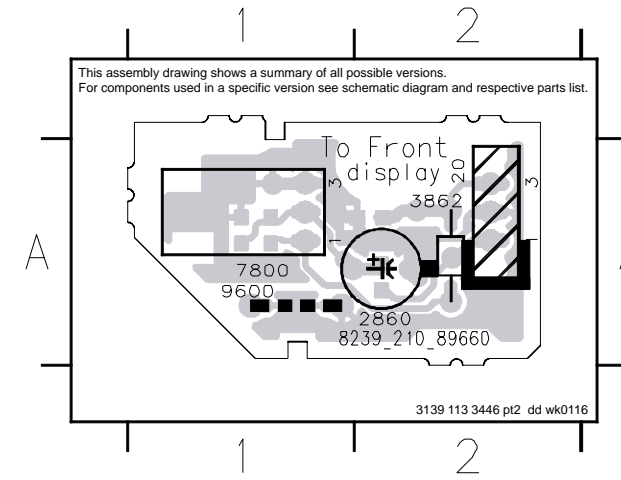 1 2
This assembly drawing shows a summary of all possible versions.
For components used in a specific version see schematic diagram and respective parts list.
To Front
display
20
3
3
3862
A
1
1
7800
9600
2860
8239_210_89660
3139 113 3446 pt2 dd wk0116
1 2